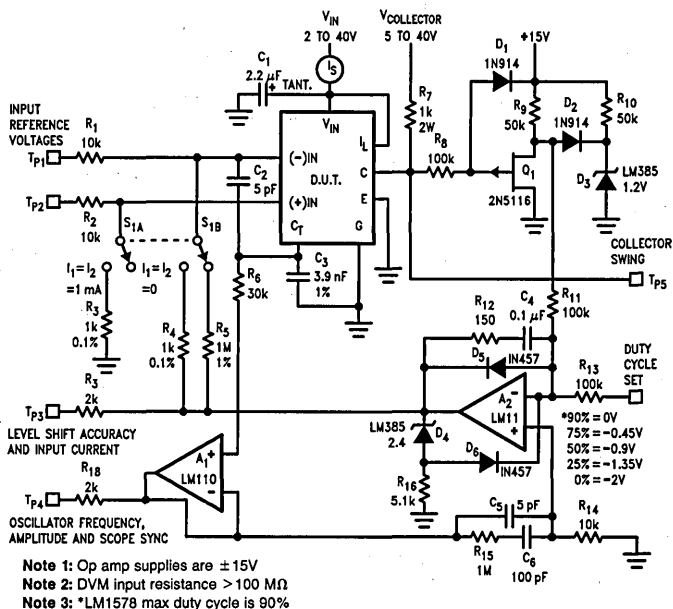 V_IN
2 TO 40V
V_COLLECTOR
5 TO 40V
+15V
C1
2.2 μF
+ TANT.
I_S
D1
1N914
R9
50k
D2
1N914
R10
50k
INPUT
REFERENCE
VOLTAGES
R1
10k
TP1
V_IN
I_L
(-)IN
D.U.T.
C
(+)IN
E
C_T
G
C2
5 pF
R7
1k
2W
R8
100k
Q1
2N5116
D3
LM385
1.2V
TP2
R2
10k
S1A
S1B
COLLECTOR
SWING
TP5
I1=I2
=1 mA
I1=I2
=0
R3
1k
0.1%
R4
1k
0.1%
R5
1M
1%
R6
30k
C3
3.9 nF
1%
R12
150
C4
0.1 μF
R11
100k
D5
IN457
R13
100k
DUTY
CYCLE
SET
A2
-
+
LM11
*90% = 0V
75% = -0.45V
50% = -0.9V
25% = -1.35V
0% = -2V
R3
2k
TP3
LEVEL SHIFT ACCURACY
AND INPUT CURRENT
LM385
2.4
D4
D6
IN457
R16
5.1k
R18
2k
TP4
A1
+
-
LM110
OSCILLATOR FREQUENCY,
AMPLITUDE AND SCOPE SYNC
C5
5 pF
R15
1M
C6
100 pF
R14
10k
Note 1: Op amp supplies are ±15V
Note 2: DVM input resistance >100 MΩ
Note 3: *LM1578 max duty cycle is 90%